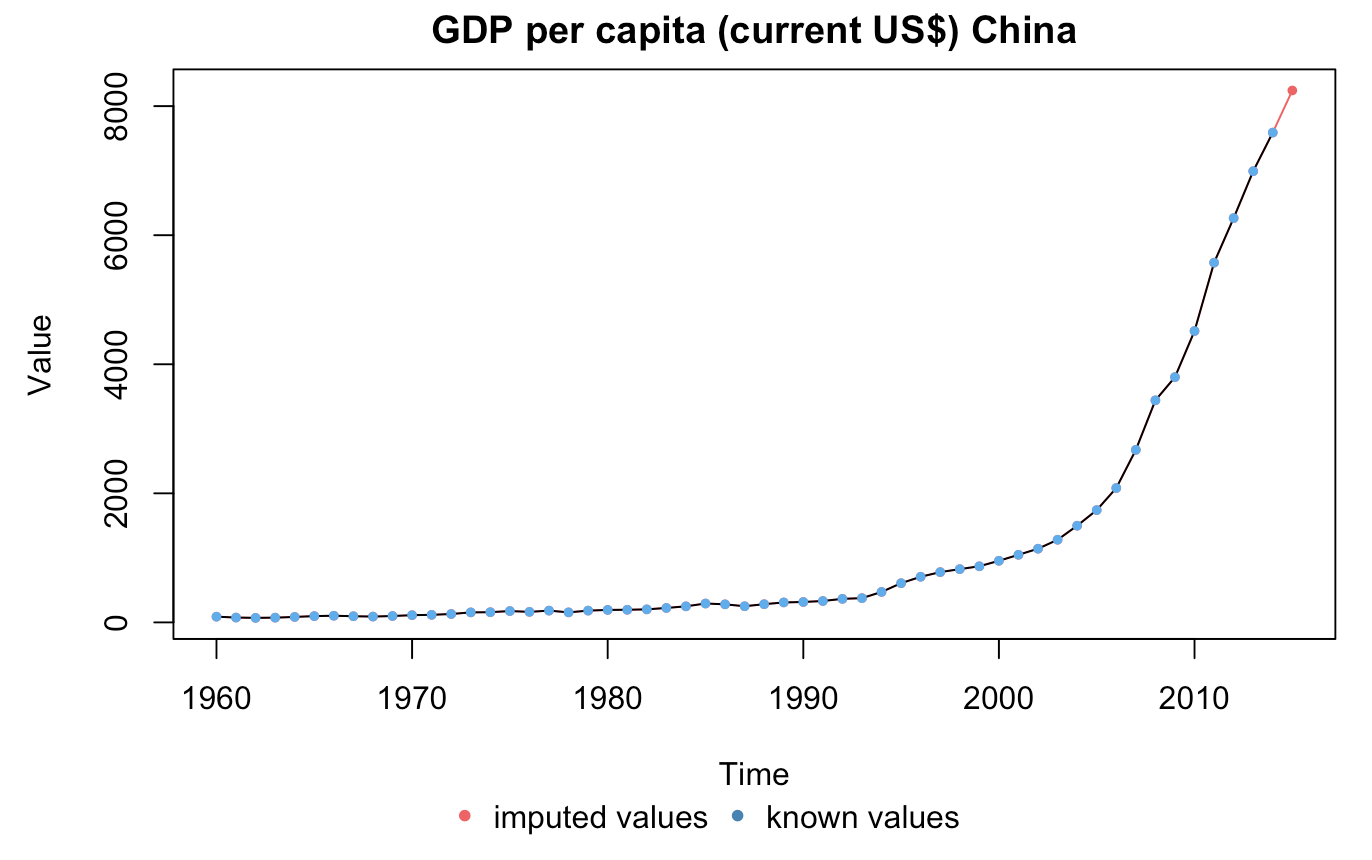 GDP per capita (current US$) China
Value
8000
6000
4000
2000
0
1960 1970 1980 1990 2000 2010
Time
imputed values known values